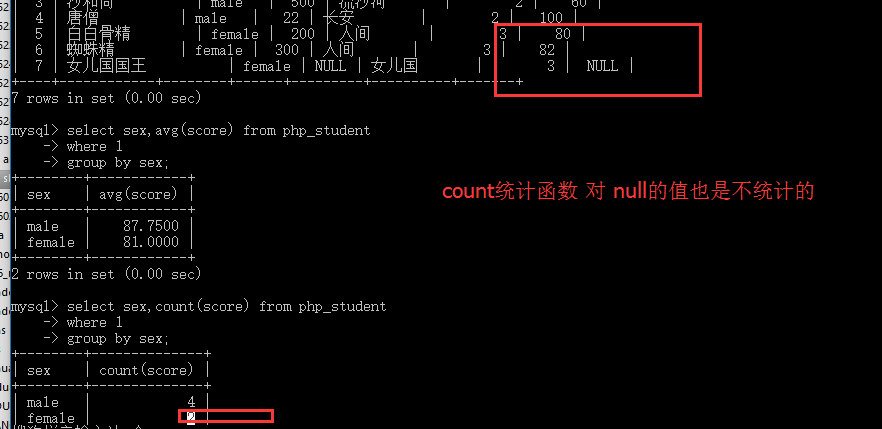 | 3 | 沙和尚 | male | 500 | 流沙河 | 2 | 60 |
| 4 | 唐僧 | male | 22 | 长安 | 2 | 100 |
| 5 | 白白骨精 | female | 200 | 人间 | 3 | 80 |
| 6 | 蜘蛛精 | female | 300 | 人间 | 3 | 82 |
| 7 | 女儿国国王 | female | NULL | 女儿国 | 3 | NULL |
7 rows in set (0.00 sec)
mysql> select sex,avg(score) from php_student
-> where 1
-> group by sex;
| sex | avg(score) |
| male | 87.7500 |
| female | 81.0000 |
2 rows in set (0.00 sec)
count统计函数 对 null的值也是不统计的
mysql> select sex,count(score) from php_student
-> where 1
-> group by sex;
| sex | count(score) |
| male | 4 |
| female | 2